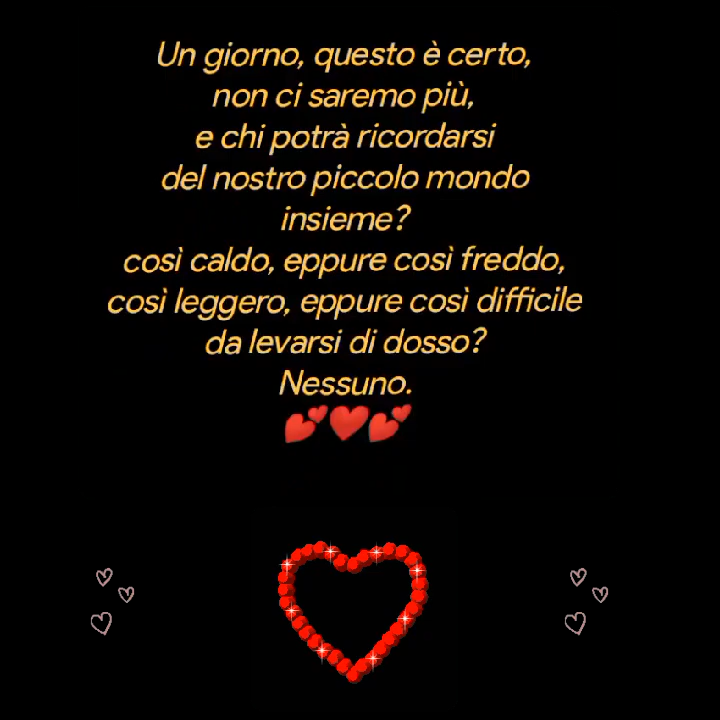 Un giorno, questo è certo,
non ci saremo più,
e chi potrà ricordarsi
del nostro piccolo mondo
insieme?
così caldo, eppure così freddo,
così leggero, eppure così difficile
da levarsi di dosso?
Nessuno.
💕❤️💕